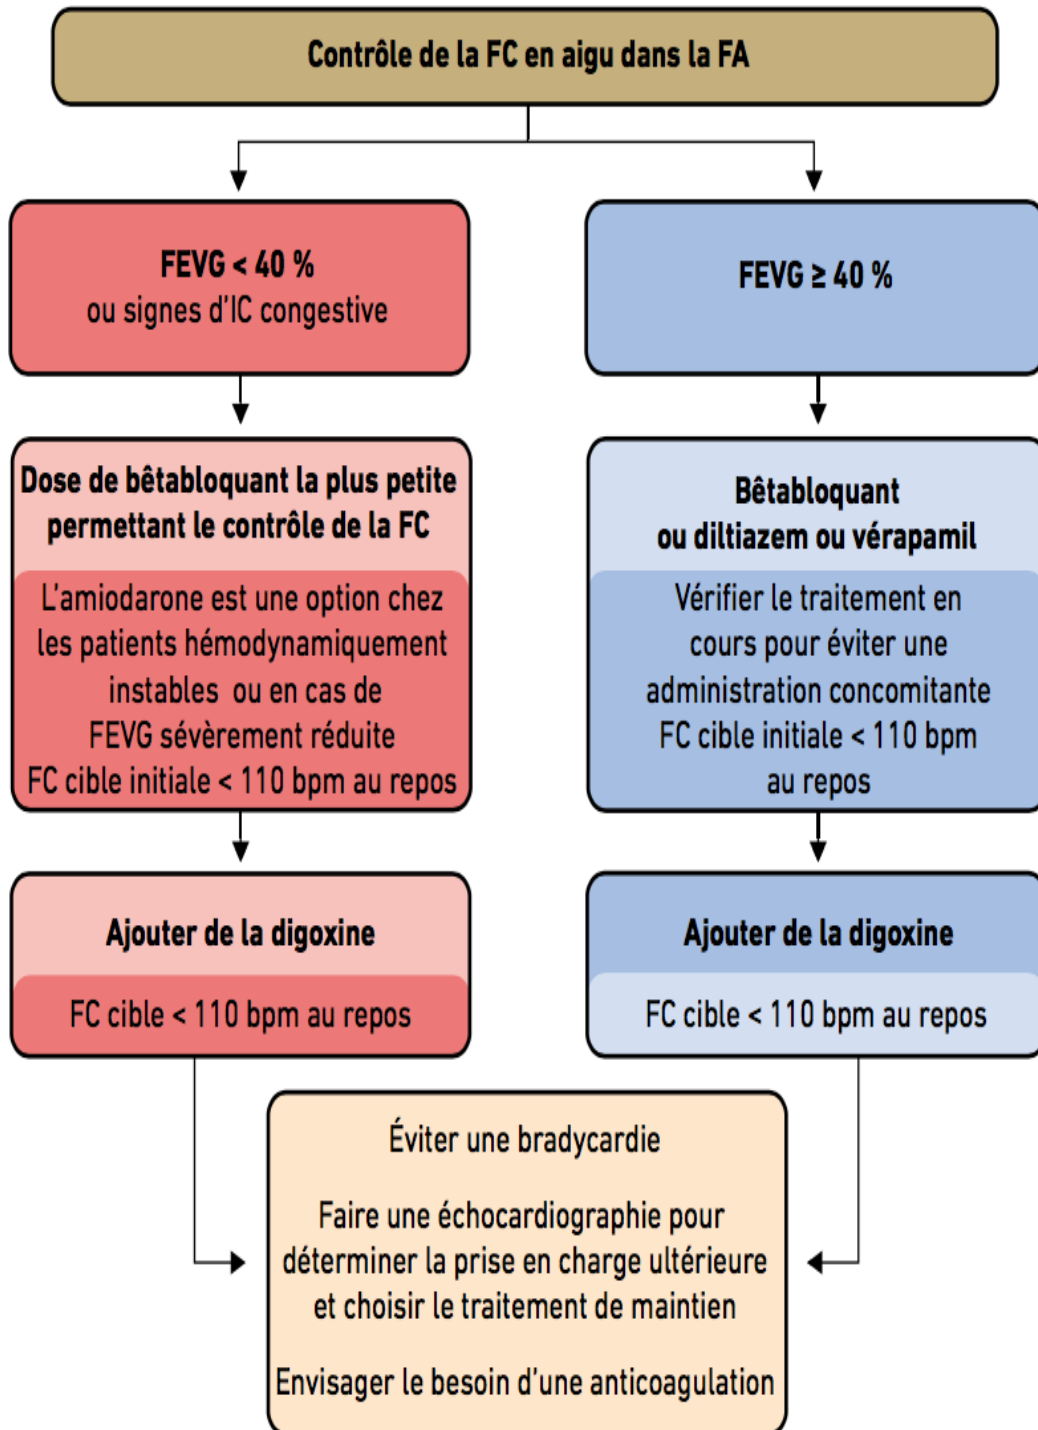 Contrôle de la FC en aigu dans la FA
FEVG < 40 %
ou signes d'IC congestive
FEVG ≥ 40 %
Dose de bêtabloquant la plus petite
permettant le contrôle de la FC
L'amiodarone est une option chez
les patients hémodynamiquement
instables ou en cas de
FEVG sévèrement réduite
FC cible initiale < 110 bpm au repos
Bêtabloquant
ou diltiazem ou vérapamil
Vérifier le traitement en
cours pour éviter une
administration concomitante
FC cible initiale < 110 bpm
au repos
Ajouter de la digoxine
FC cible < 110 bpm au repos
Ajouter de la digoxine
FC cible < 110 bpm au repos
Éviter une bradycardie
Faire une échocardiographie pour
déterminer la prise en charge ultérieure
et choisir le traitement de maintien
Envisager le besoin d'une anticoagulation